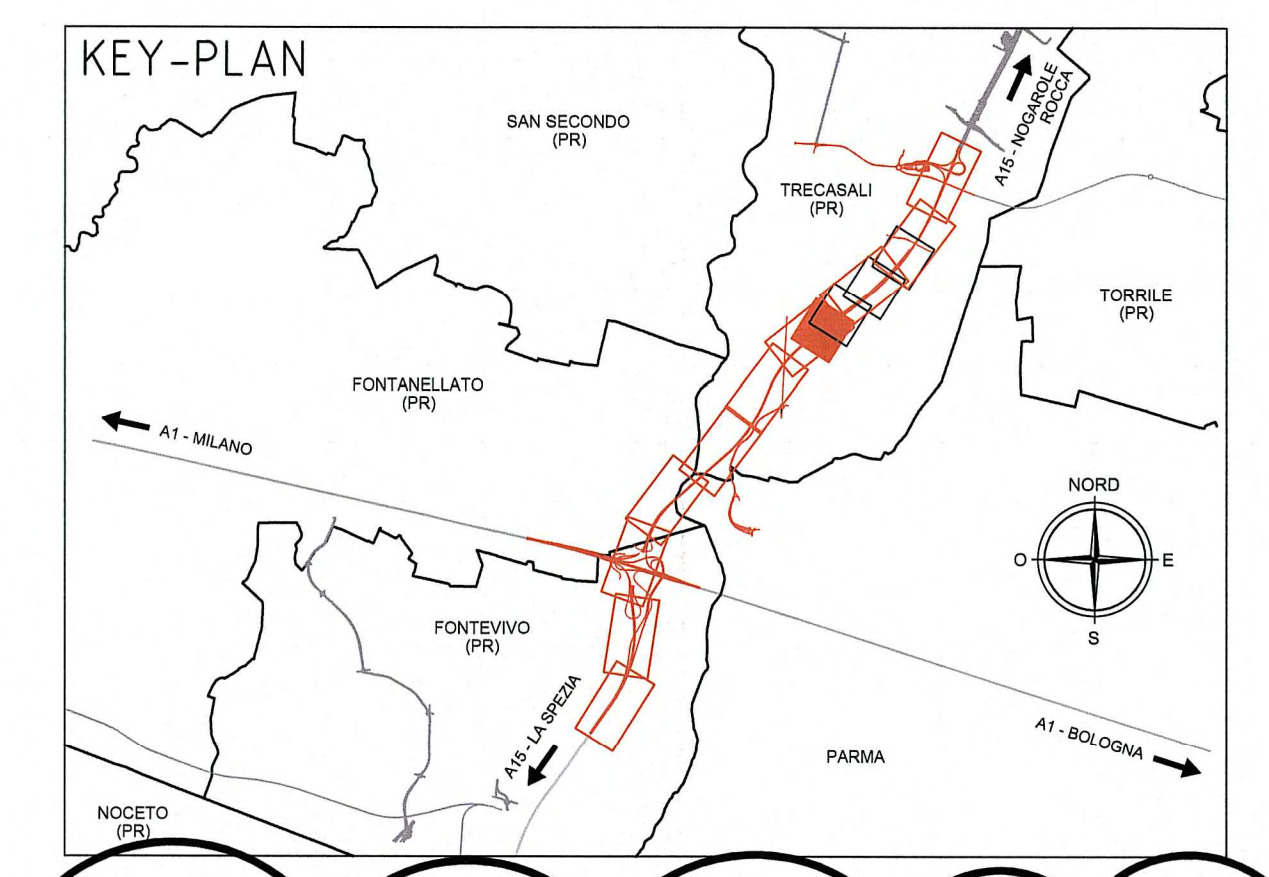 KEY-PLAN
SAN SECONDO
(PR)
A15 - NOGAROLE
ROCCA
TRECASALI
(PR)
TORRILE
(PR)
FONTANELLATO
(PR)
A1 - MILANO
NORD
O
E
S
FONTEVIVO
(PR)
A15 - LA SPEZIA
A1 - BOLOGNA
PARMA
NOCETO
(PR)